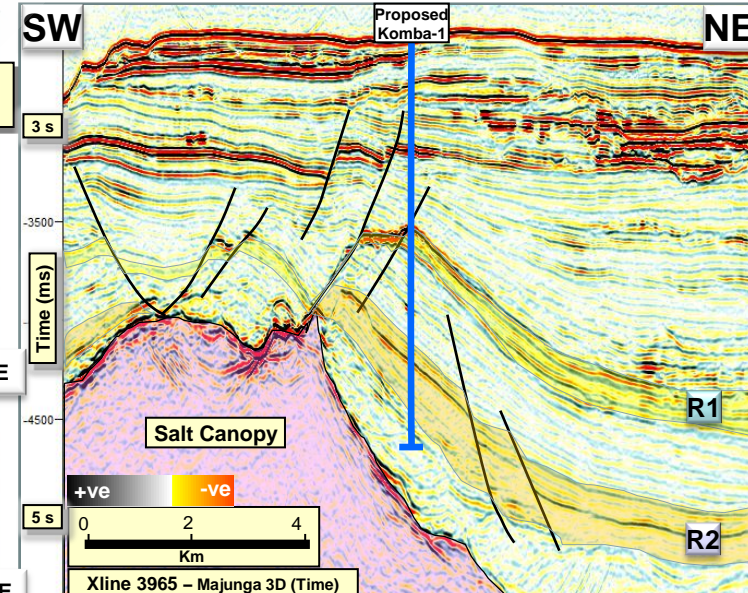 SW
Proposed
Komba-1
NE
3 s
-3500
Time (ms)
E
R1
-4500
Salt Canopy
+ve
-ve
5 s
0 2 4
Km
R2
Xline 3965 – Majunga 3D (Time)
E